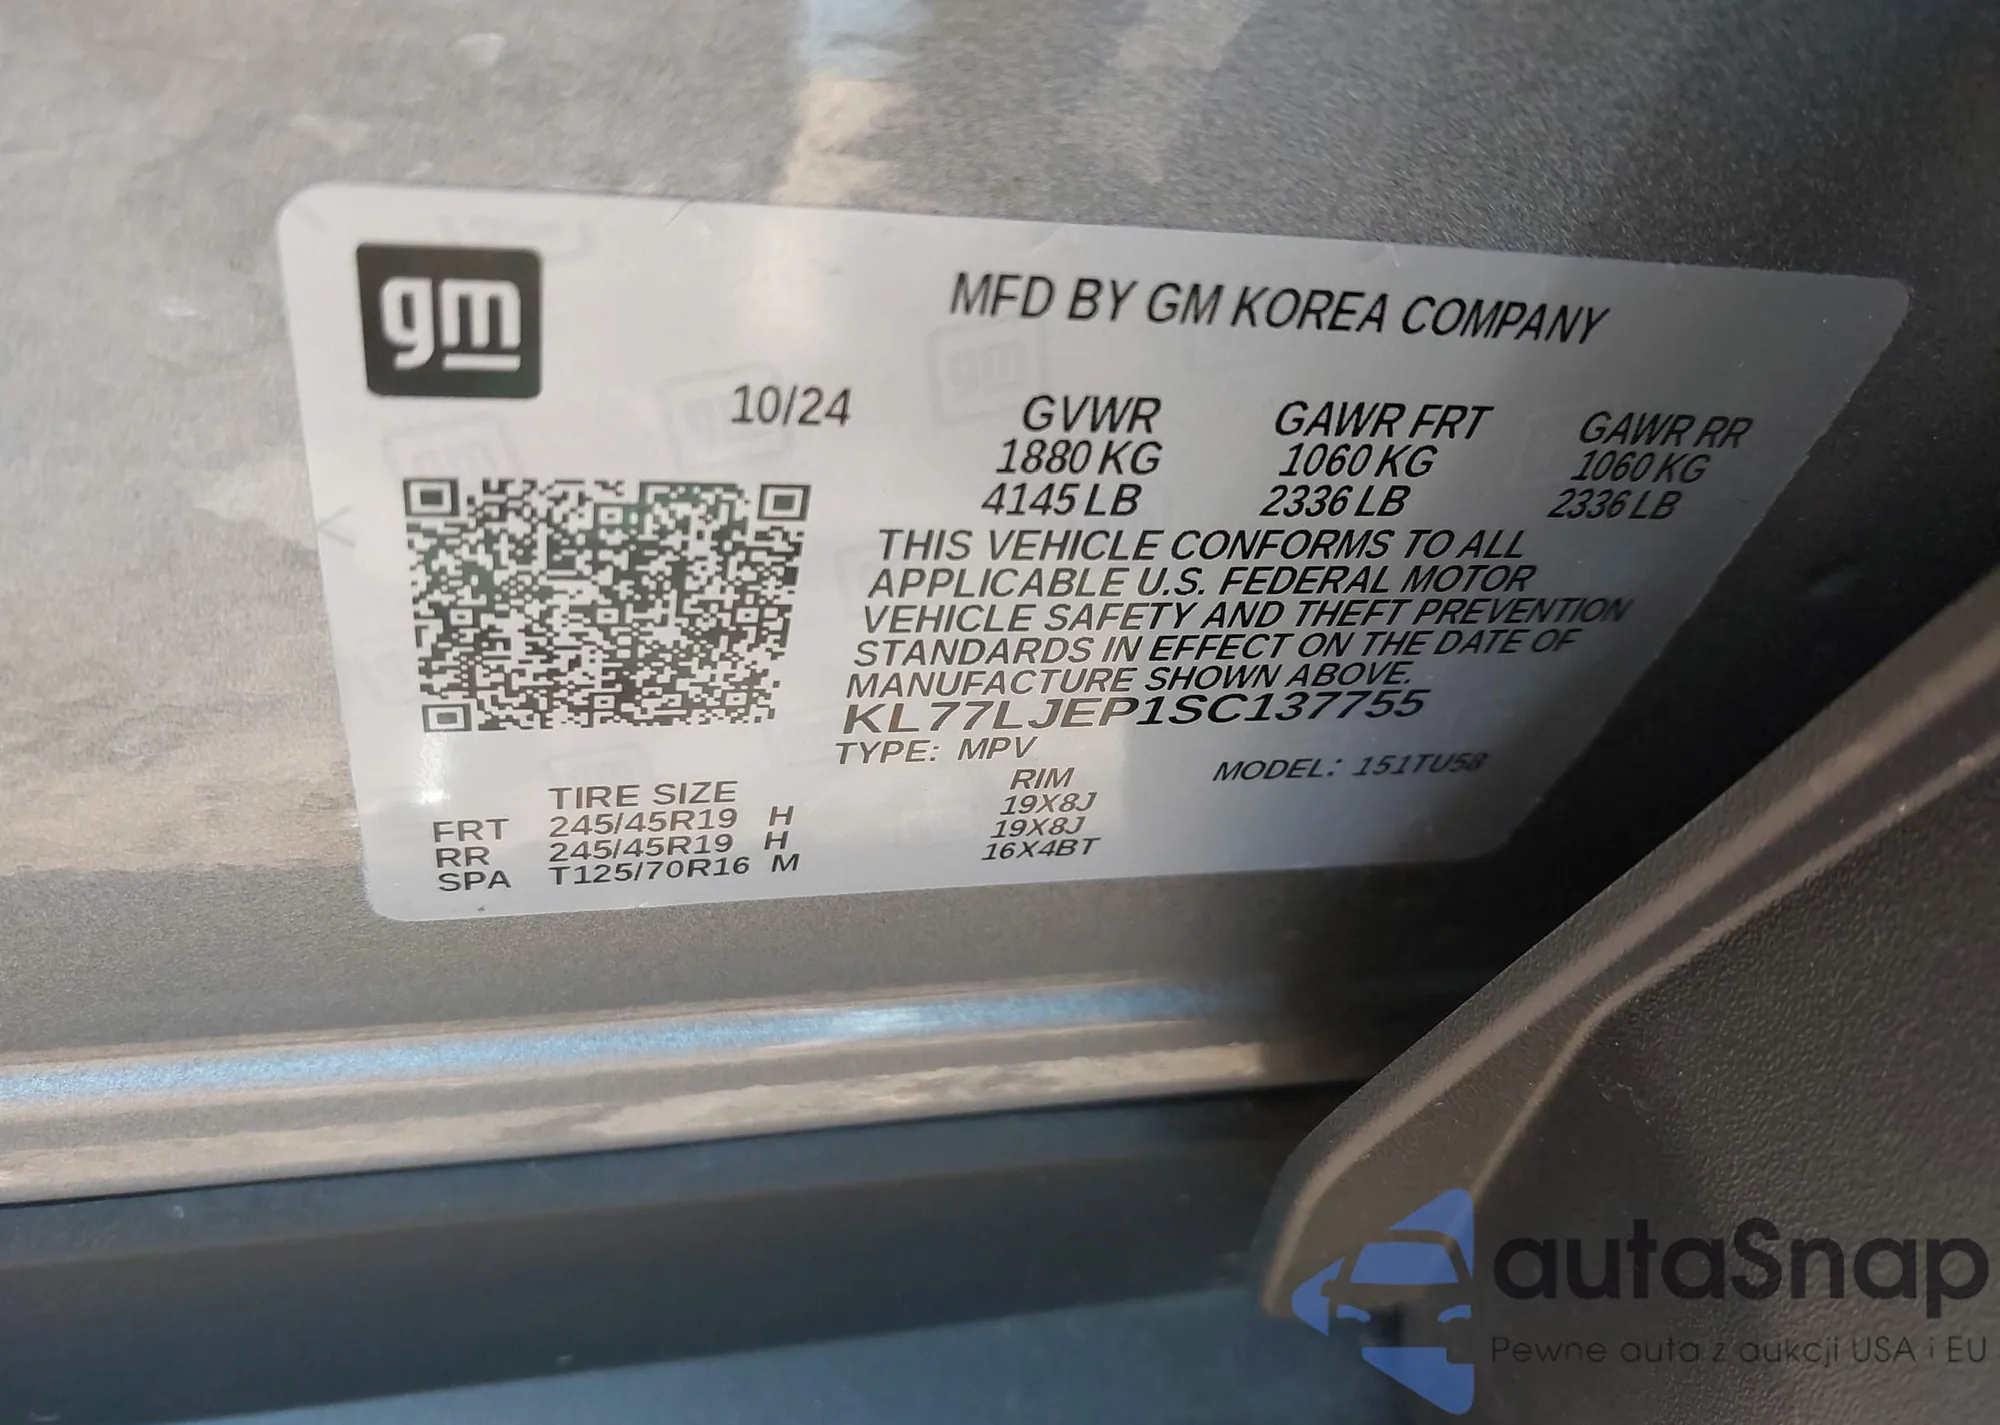 gm
MFD BY GM KOREA COMPANY
10/24
GVWR GAWR FRT GAWR RR
1880 KG 1060 KG 1060 KG
4145 LB 2336 LB 2336 LB
THIS VEHICLE CONFORMS TO ALL
APPLICABLE U.S. FEDERAL MOTOR
VEHICLE SAFETY AND THEFT PREVENTION
STANDARDS IN EFFECT ON THE DATE OF
MANUFACTURE SHOWN ABOVE.
KL77LJEP1SC137755
TYPE: MPV MODEL: 151TU58
TIRE SIZE RIM
FRT 245/45R19 H 19X8J
RR 245/45R19 H 19X8J
SPA T125/70R16 M 16X4BT
autaSnap
Pewne auta z aukcji USA i EU